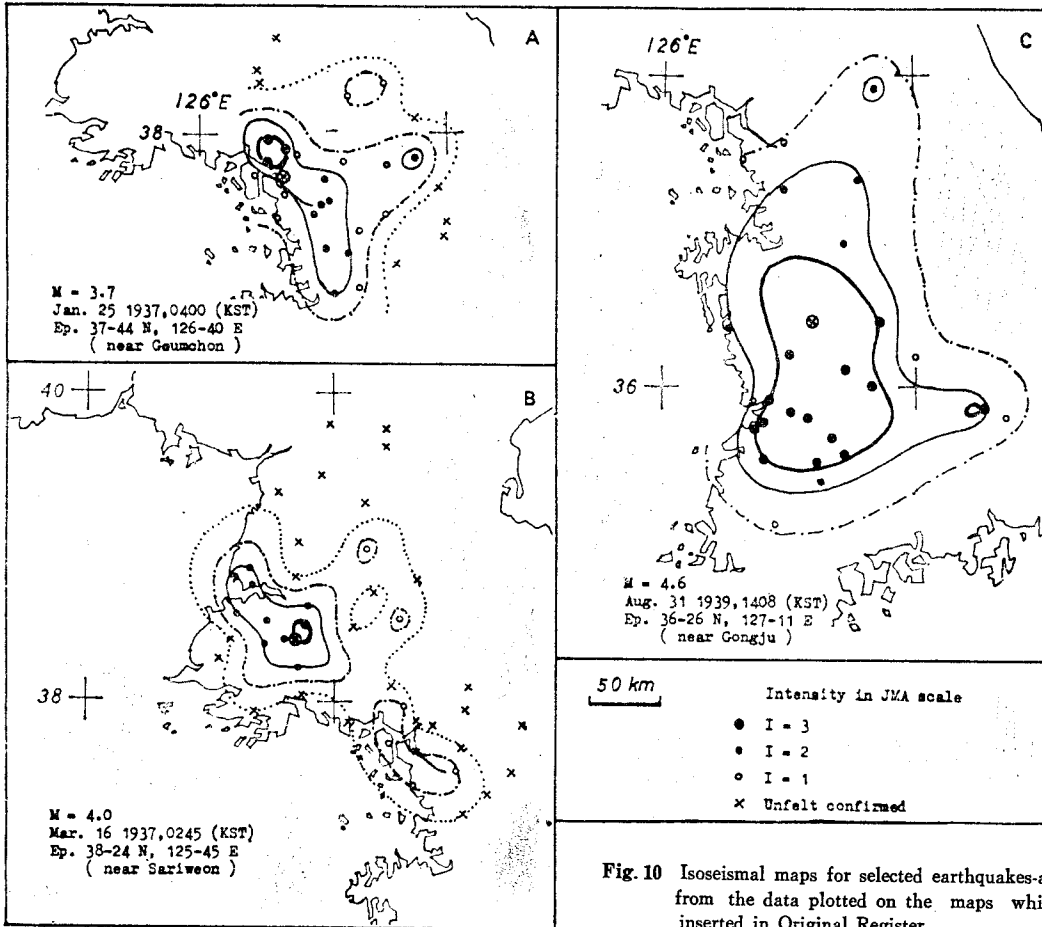 A
126°E
38
M = 3.7
Jan. 25 1937,0400 (KST)
Ep. 37-44 N, 126-40 E
( near Geumchon )
40
B
38
M = 4.0
Mar. 16 1937,0245 (KST)
Ep. 38-24 N, 125-45 E
( near Sariweon )
C
126°E
36
M = 4.6
Aug. 31 1939,1408 (KST)
Ep. 36-26 N, 127-11 E
( near Gongju )
50 km
Intensity in JMA scale
I = 3
I = 2
I = 1
× Unfelt confirmed
Fig. 10 Isoseismal maps for selected earthquakes-a
from the data plotted on the maps whi
inserted in Original Register